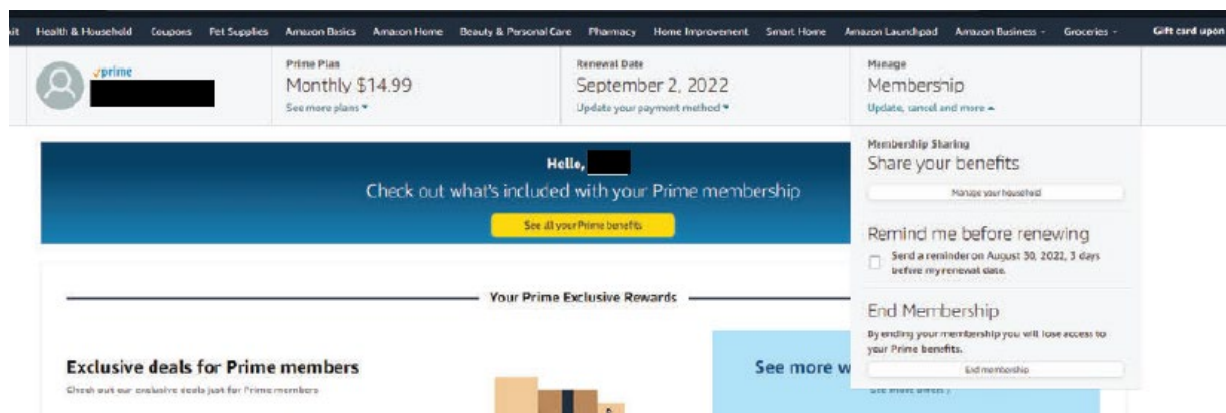 Health & Household Coupons Pet Supplies Amazon Basics Amazon Home Beauty & Personal Care Pharmacy Home Improvement Smart Home Amazon Launchpad Amazon Business Groceries Gift card upon
prime
Prime Plan
Monthly $14.99
See more plans
Renewal Date
September 2, 2022
Update your payment method
Manage
Membership
Update, cancel and more
Membership Sharing
Share your benefits
Manage your household
Remind me before renewing
Send a reminder on August 30, 2022, 3 days
before my renewal date.
End Membership
By ending your membership you will lose access to
your Prime benefits.
End membership
Hello,
Check out what's included with your Prime membership
See all your Prime benefits
Your Prime Exclusive Rewards
Exclusive deals for Prime members
Check out our exclusive deals just for Prime members
See more w